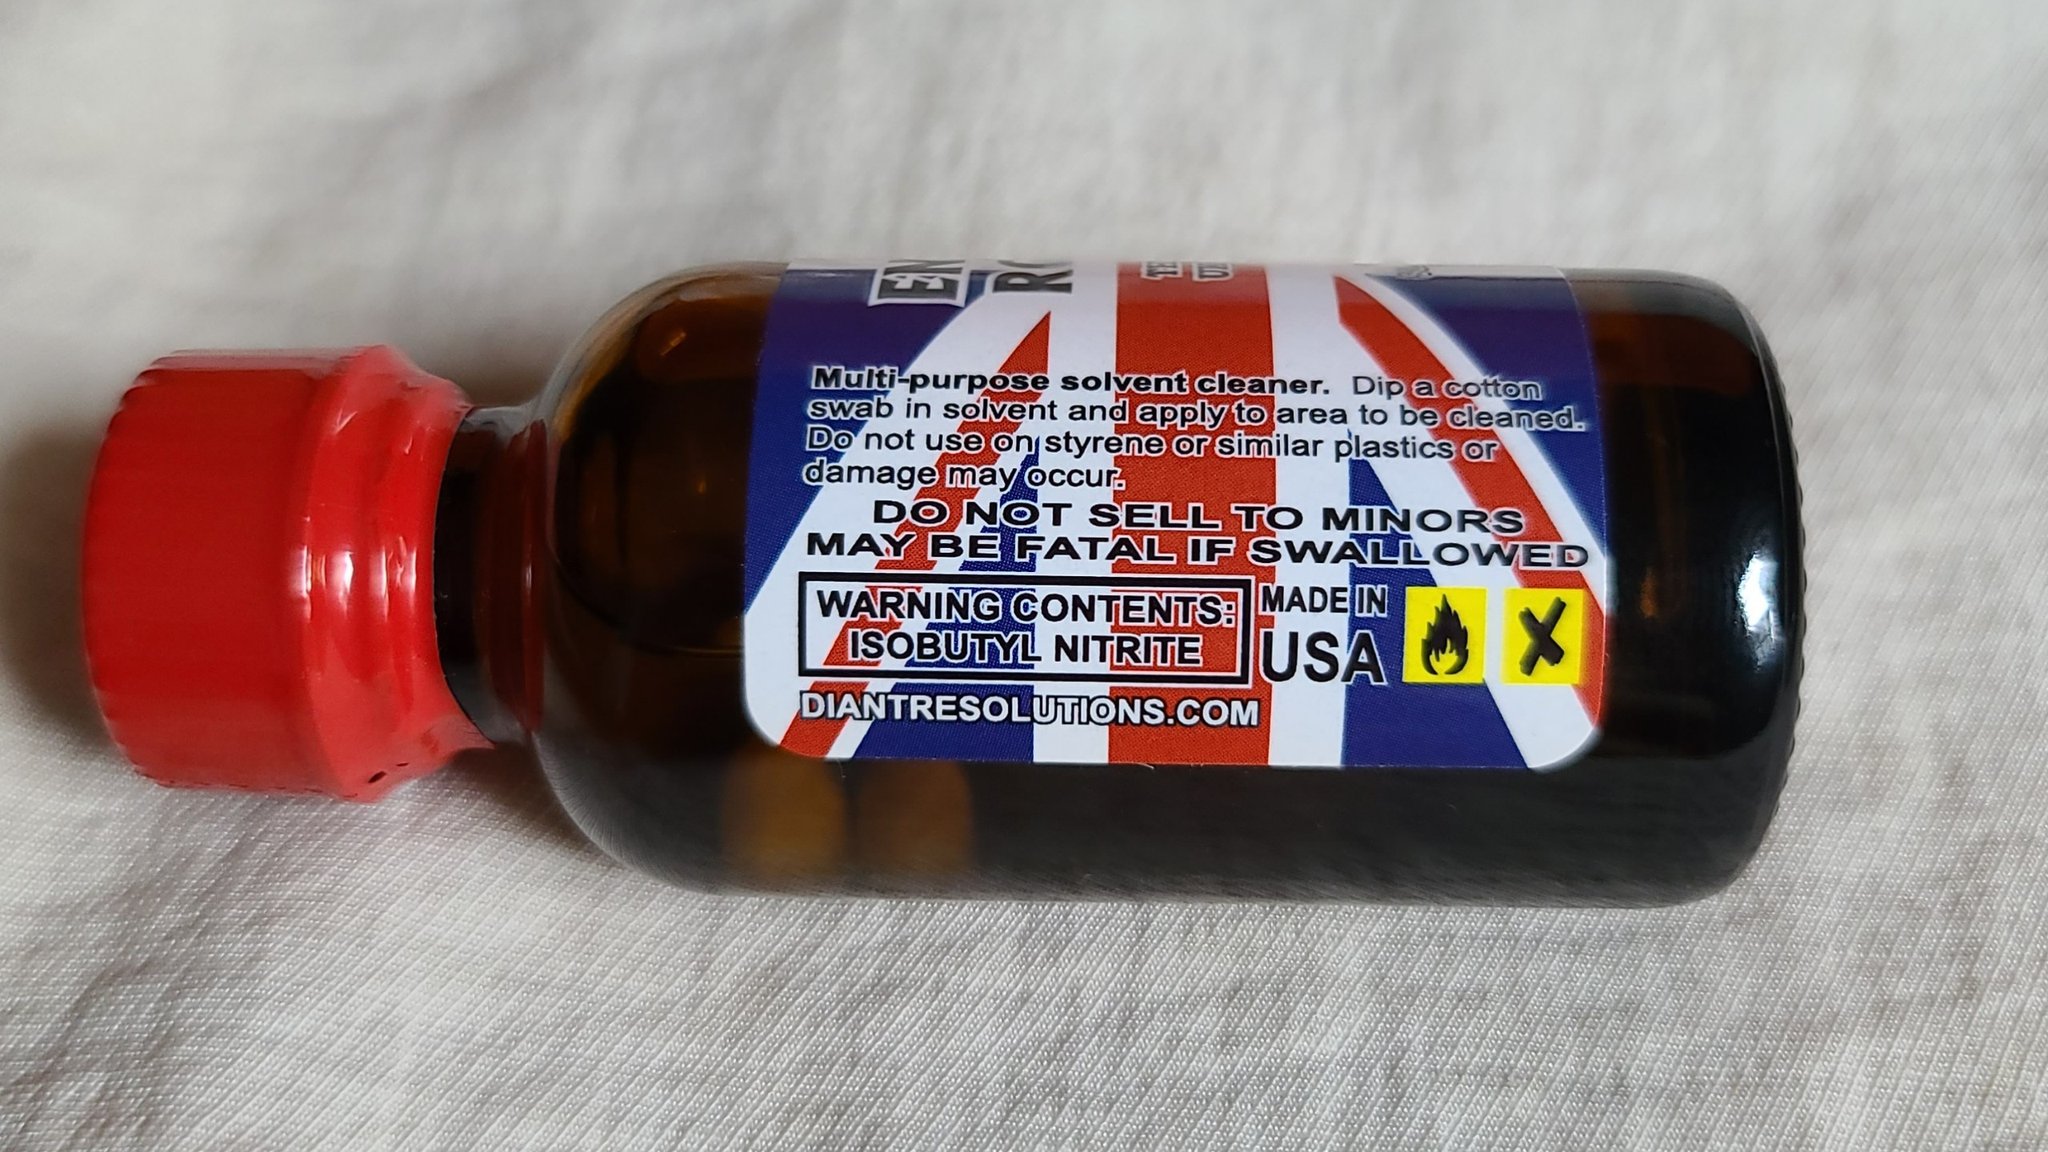 Multi-purpose solvent cleaner. Dip a cotton
swab in solvent and apply to area to be cleaned.
Do not use on styrene or similar plastics or
damage may occur.
DO NOT SELL TO MINORS
MAY BE FATAL IF SWALLOWED
WARNING CONTENTS:
ISOBUTYL NITRITE
MADE IN
USA
DIANTRESOLUTIONS.COM